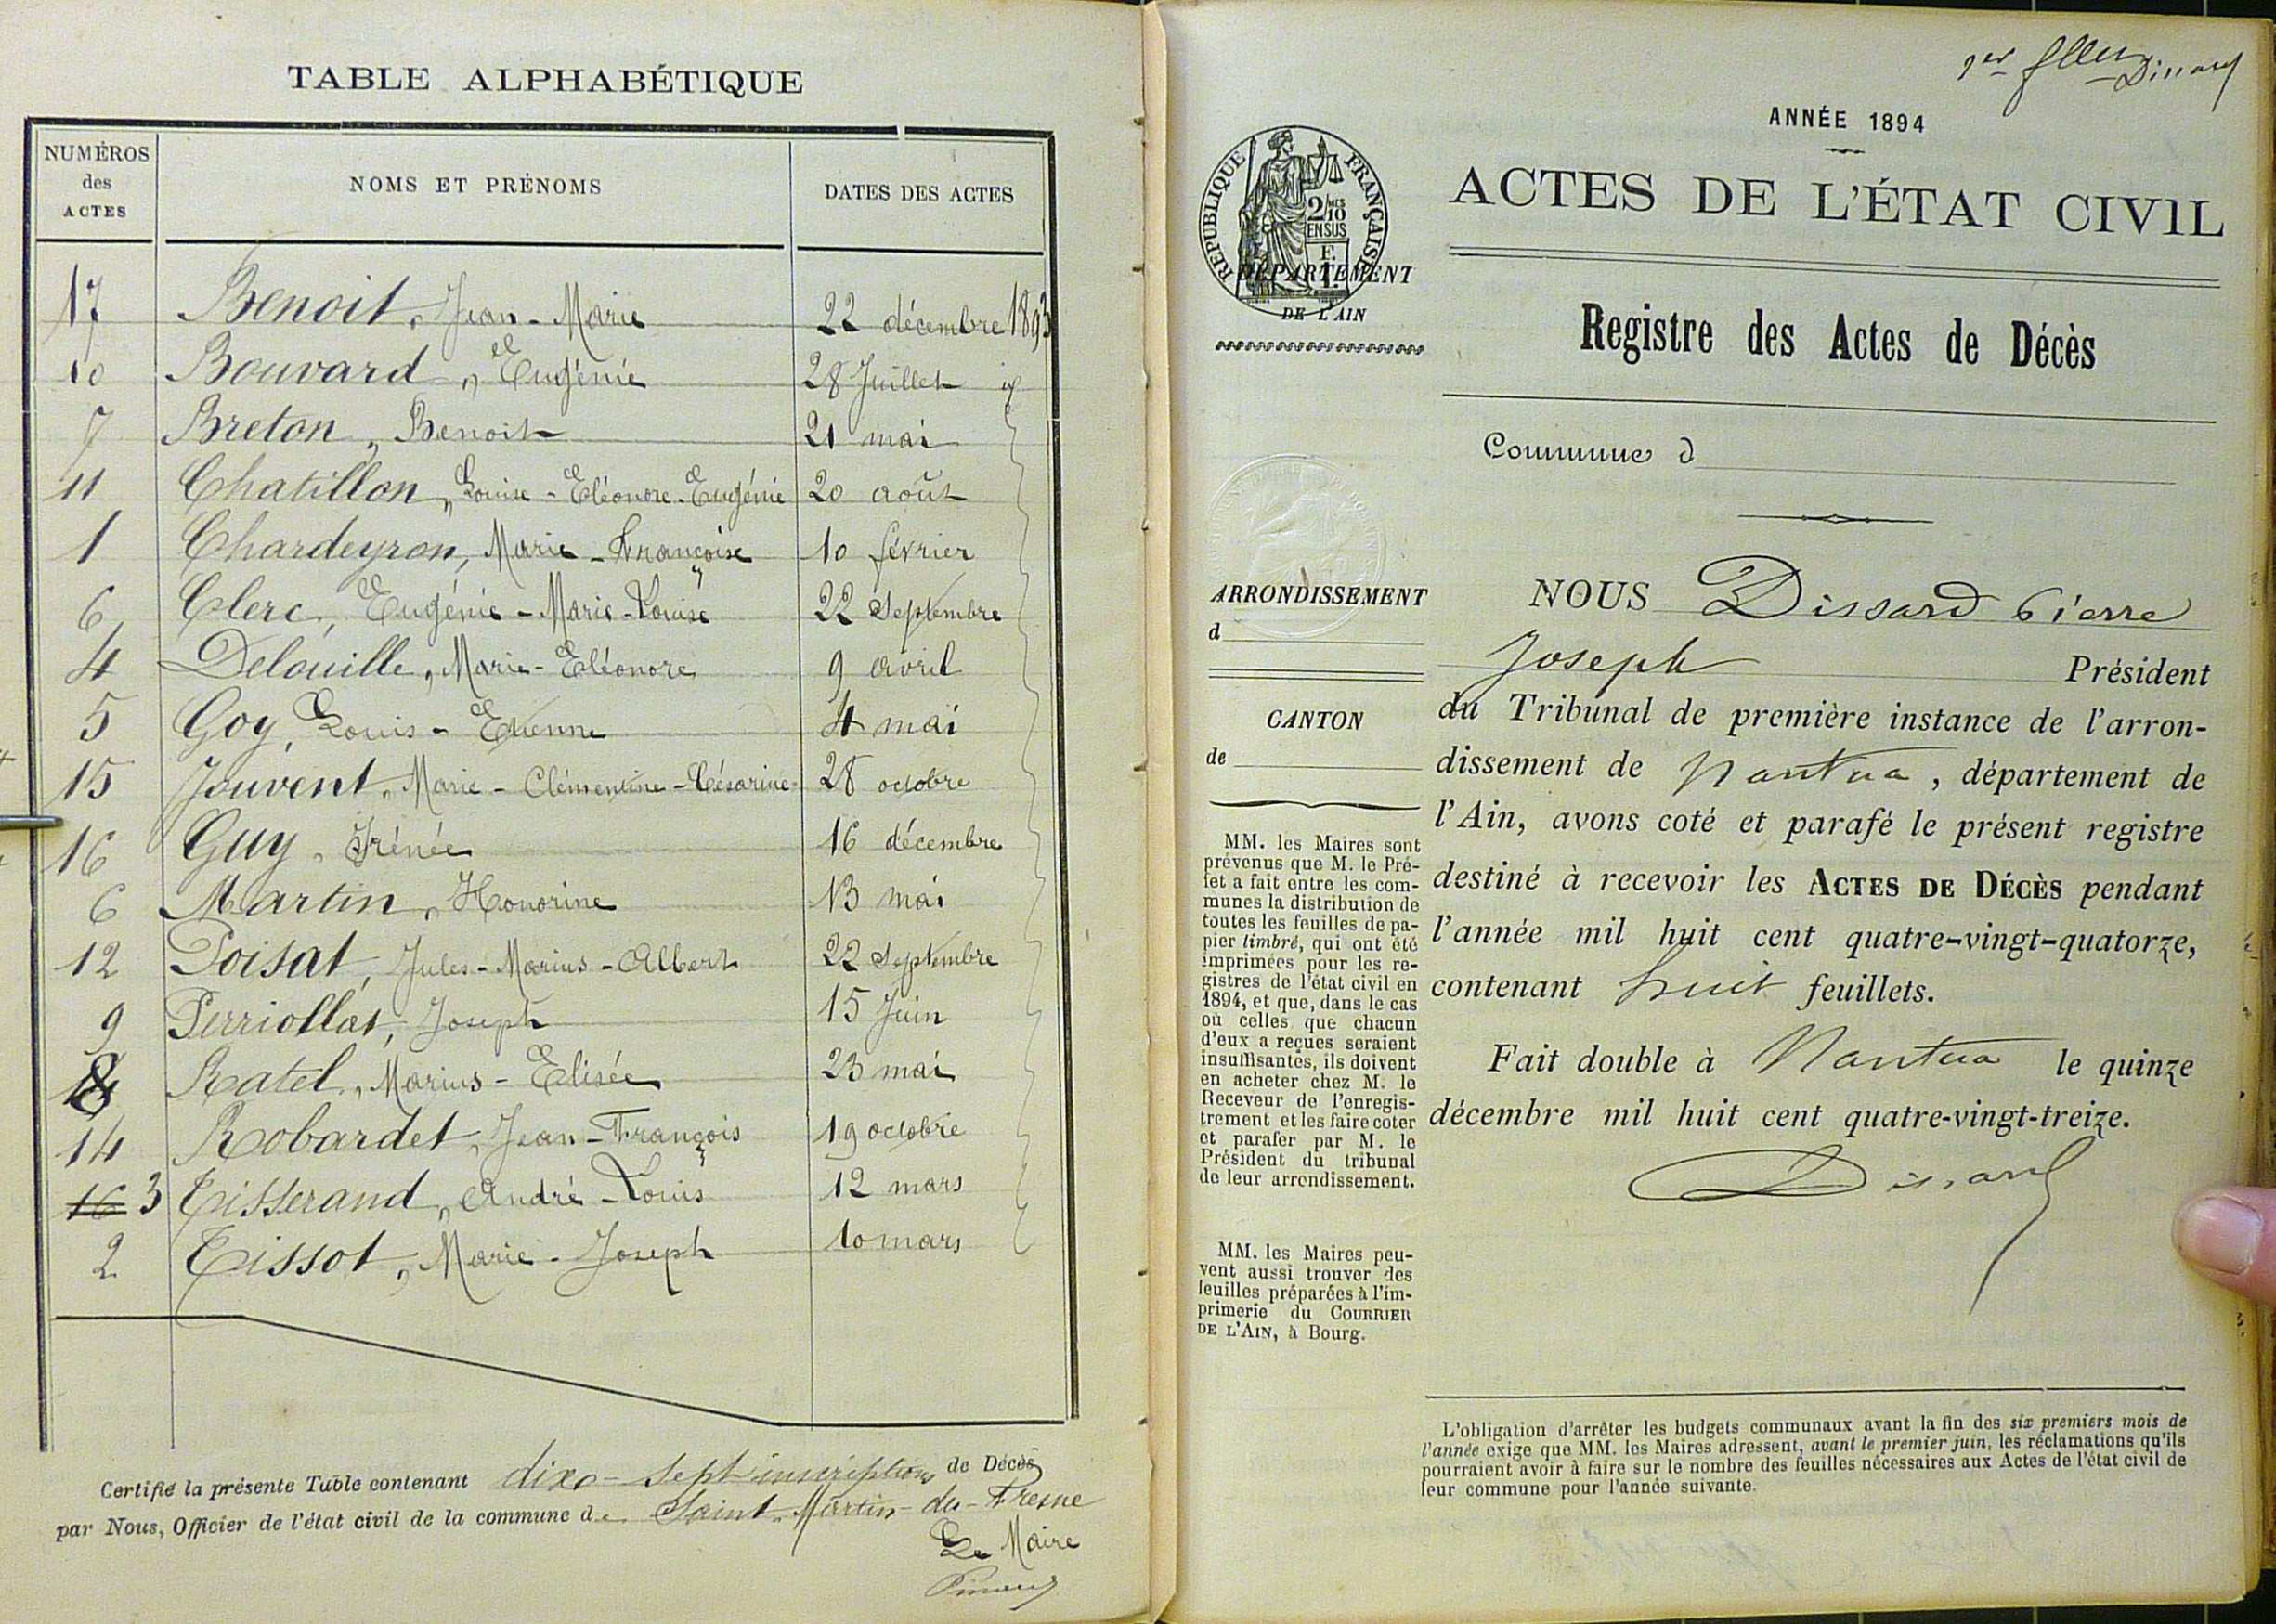 TABLE ALPHABÉTIQUE
NUMÉROS des ACTES
NOMS ET PRÉNOMS
DATES DES ACTES
17 Benoit, Jean-Marie 22 décembre 1893
10 Bouvard, Eugénie 28 Juillet id
7 Breton, Benoit 21 mai
11 Chatillon, Louise-Eléonore-Eugénie 20 août
1 Chardeyron, Marie-Françoise 10 février
6 Clerc, Eugénie-Marie-Louise 22 septembre
4 Delouille, Marie-Eléonore 9 avril
5 Goy, Louis-Etienne 4 mai
15 Jouvent, Marie-Clémentine-Césarine 28 octobre
16 Guy, Irénée 16 décembre
6 Martin, Honorine 13 mai
12 Poisat, Jules-Marius-Albert 22 septembre
9 Perriollat, Joseph 15 Juin
8 Ratel, Marius-Elisée 23 mai
14 Robardet, Jean-François 19 octobre
16 3 Tisserand, André-Louis 12 mars
2 Tissot, Marie-Joseph 10 mars
Certifié la présente Table contenant dix-sept inscriptions de Décès
par Nous, Officier de l'état civil de la commune de Saint-Martin-du-Fresne
Le Maire
1er flleu Dissard
ANNÉE 1894
RÉPUBLIQUE FRANÇAISE
2/10MES
EN SUS
DÉPARTEMENT
DE L'AIN
ACTES DE L'ÉTAT CIVIL
Registre des Actes de Décès
Commune d
ARRONDISSEMENT
d
CANTON
de
MM. les Maires sont
prévenus que M. le Pré-
fet a fait entre les com-
munes la distribution de
toutes les feuilles de pa-
pier timbré, qui ont été
imprimées pour les re-
gistres de l'état civil en
1894, et que, dans le cas
où celles que chacun
d'eux a reçues seraient
insuffisantes, ils doivent
en acheter chez M. le
Receveur de l'enregis-
trement et les faire coter
et parafer par M. le
Président du tribunal
de leur arrondissement.
MM. les Maires peu-
vent aussi trouver des
feuilles préparées à l'im-
primerie du COURRIER
DE L'AIN, à Bourg.
NOUS Dissard Pierre
Joseph Président
du Tribunal de première instance de l'arron-
dissement de Nantua, département de
l'Ain, avons coté et parafé le présent registre
destiné à recevoir les ACTES DE DÉCÈS pendant
l'année mil huit cent quatre-vingt-quatorze,
contenant huit feuillets.
Fait double à Nantua le quinze
décembre mil huit cent quatre-vingt-treize.
Dissard
L'obligation d'arrêter les budgets communaux avant la fin des six premiers mois de
l'année exige que MM. les Maires adressent, avant le premier juin, les réclamations qu'ils
pourraient avoir à faire sur le nombre des feuilles nécessaires aux Actes de l'état civil de
leur commune pour l'année suivante.